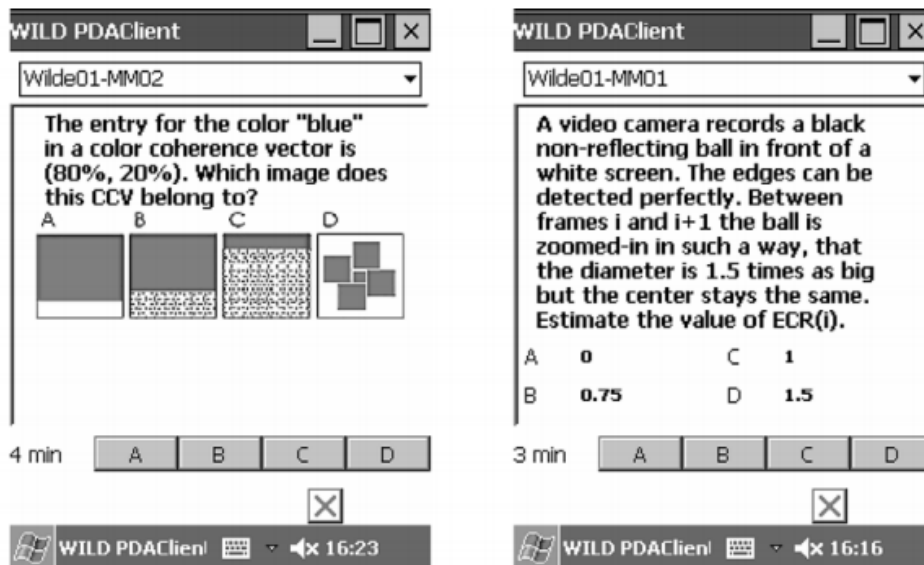 WILD PDAClient
Wilde01-MM02
The entry for the color "blue"
in a color coherence vector is
(80%, 20%). Which image does
this CCV belong to?
A B C D
4 min A B C D
WILD PDAClien 16:23
WILD PDAClient
Wilde01-MM01
A video camera records a black
non-reflecting ball in front of a
white screen. The edges can be
detected perfectly. Between
frames i and i+1 the ball is
zoomed-in in such a way, that
the diameter is 1.5 times as big
but the center stays the same.
Estimate the value of ECR(i).
A 0 C 1
B 0.75 D 1.5
3 min A B C D
WILD PDAClien 16:16